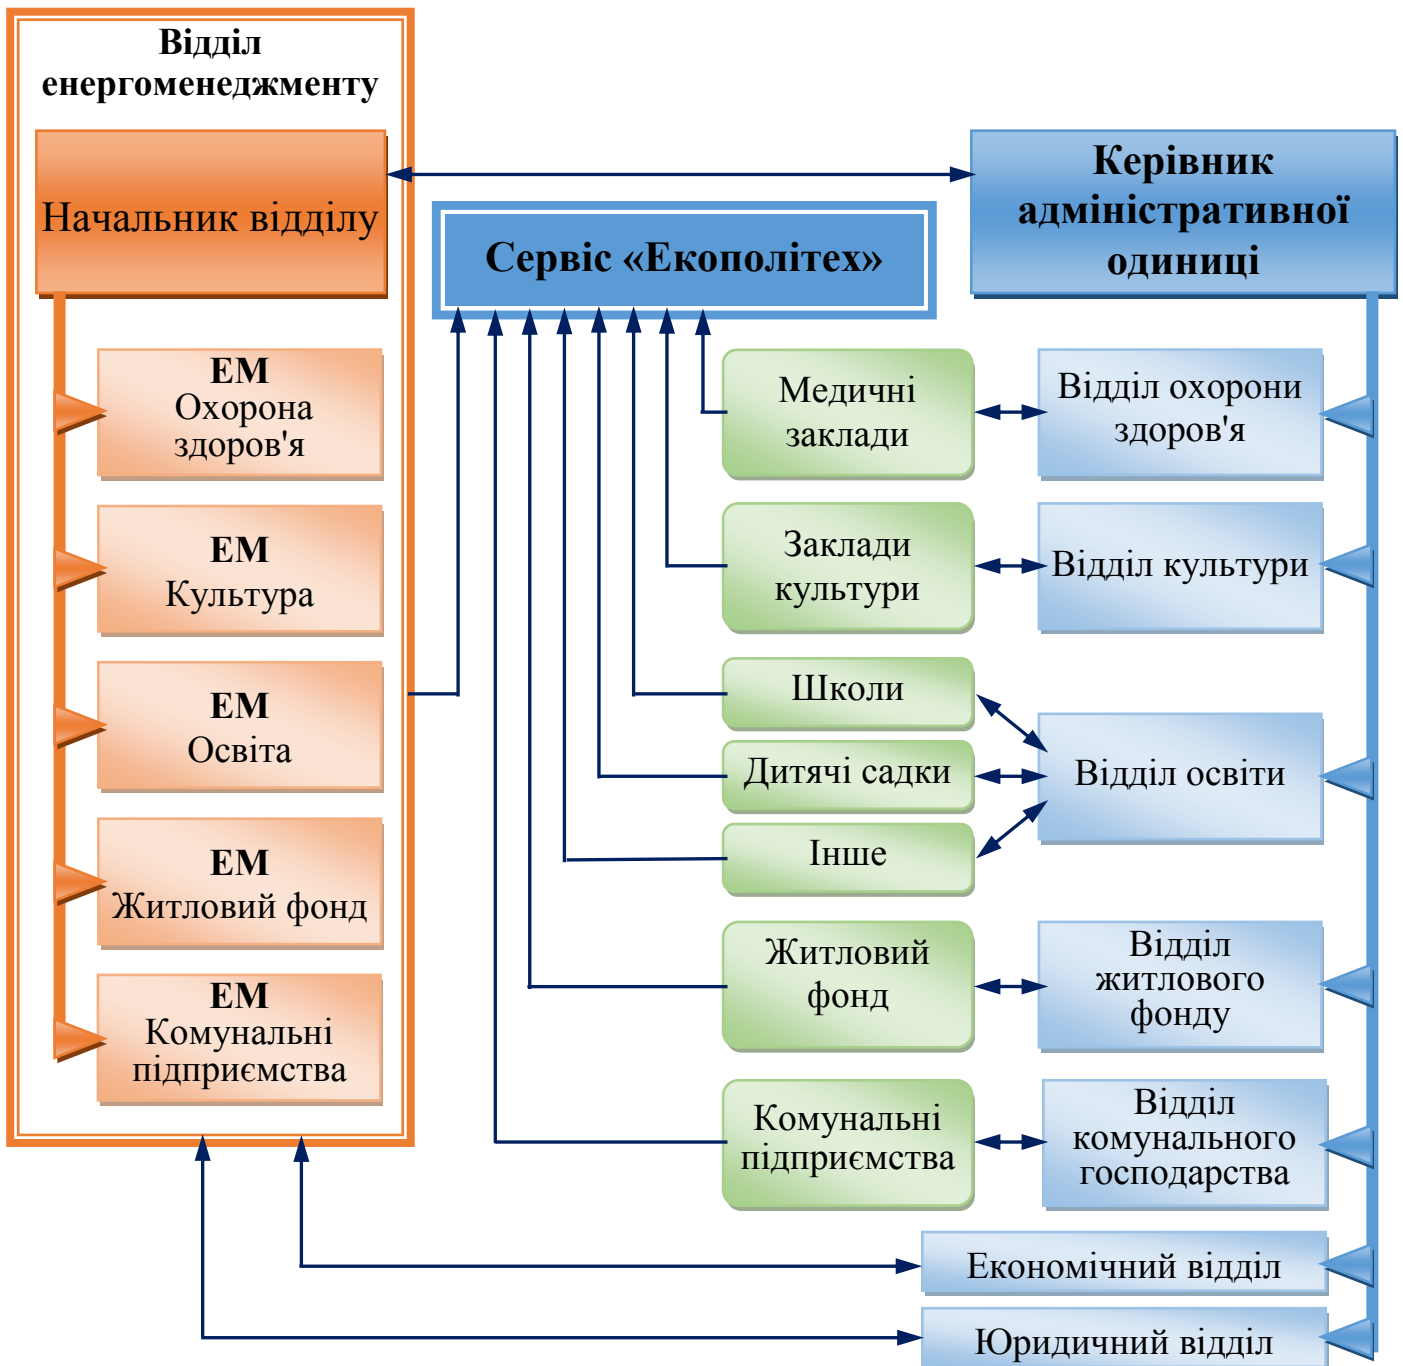 Відділ
енергоменеджменту
Начальник відділу
Керівник
адміністративної
одиниці
Сервіс «Екополітех»
ЕМ
Охорона
здоров'я
ЕМ
Культура
ЕМ
Освіта
ЕМ
Житловий фонд
ЕМ
Комунальні
підприємства
Медичні
заклади
Заклади
культури
Школи
Дитячі садки
Інше
Житловий
фонд
Комунальні
підприємства
Відділ охорони
здоров'я
Відділ культури
Відділ освіти
Відділ
житлового
фонду
Відділ
комунального
господарства
Економічний відділ
Юридичний відділ